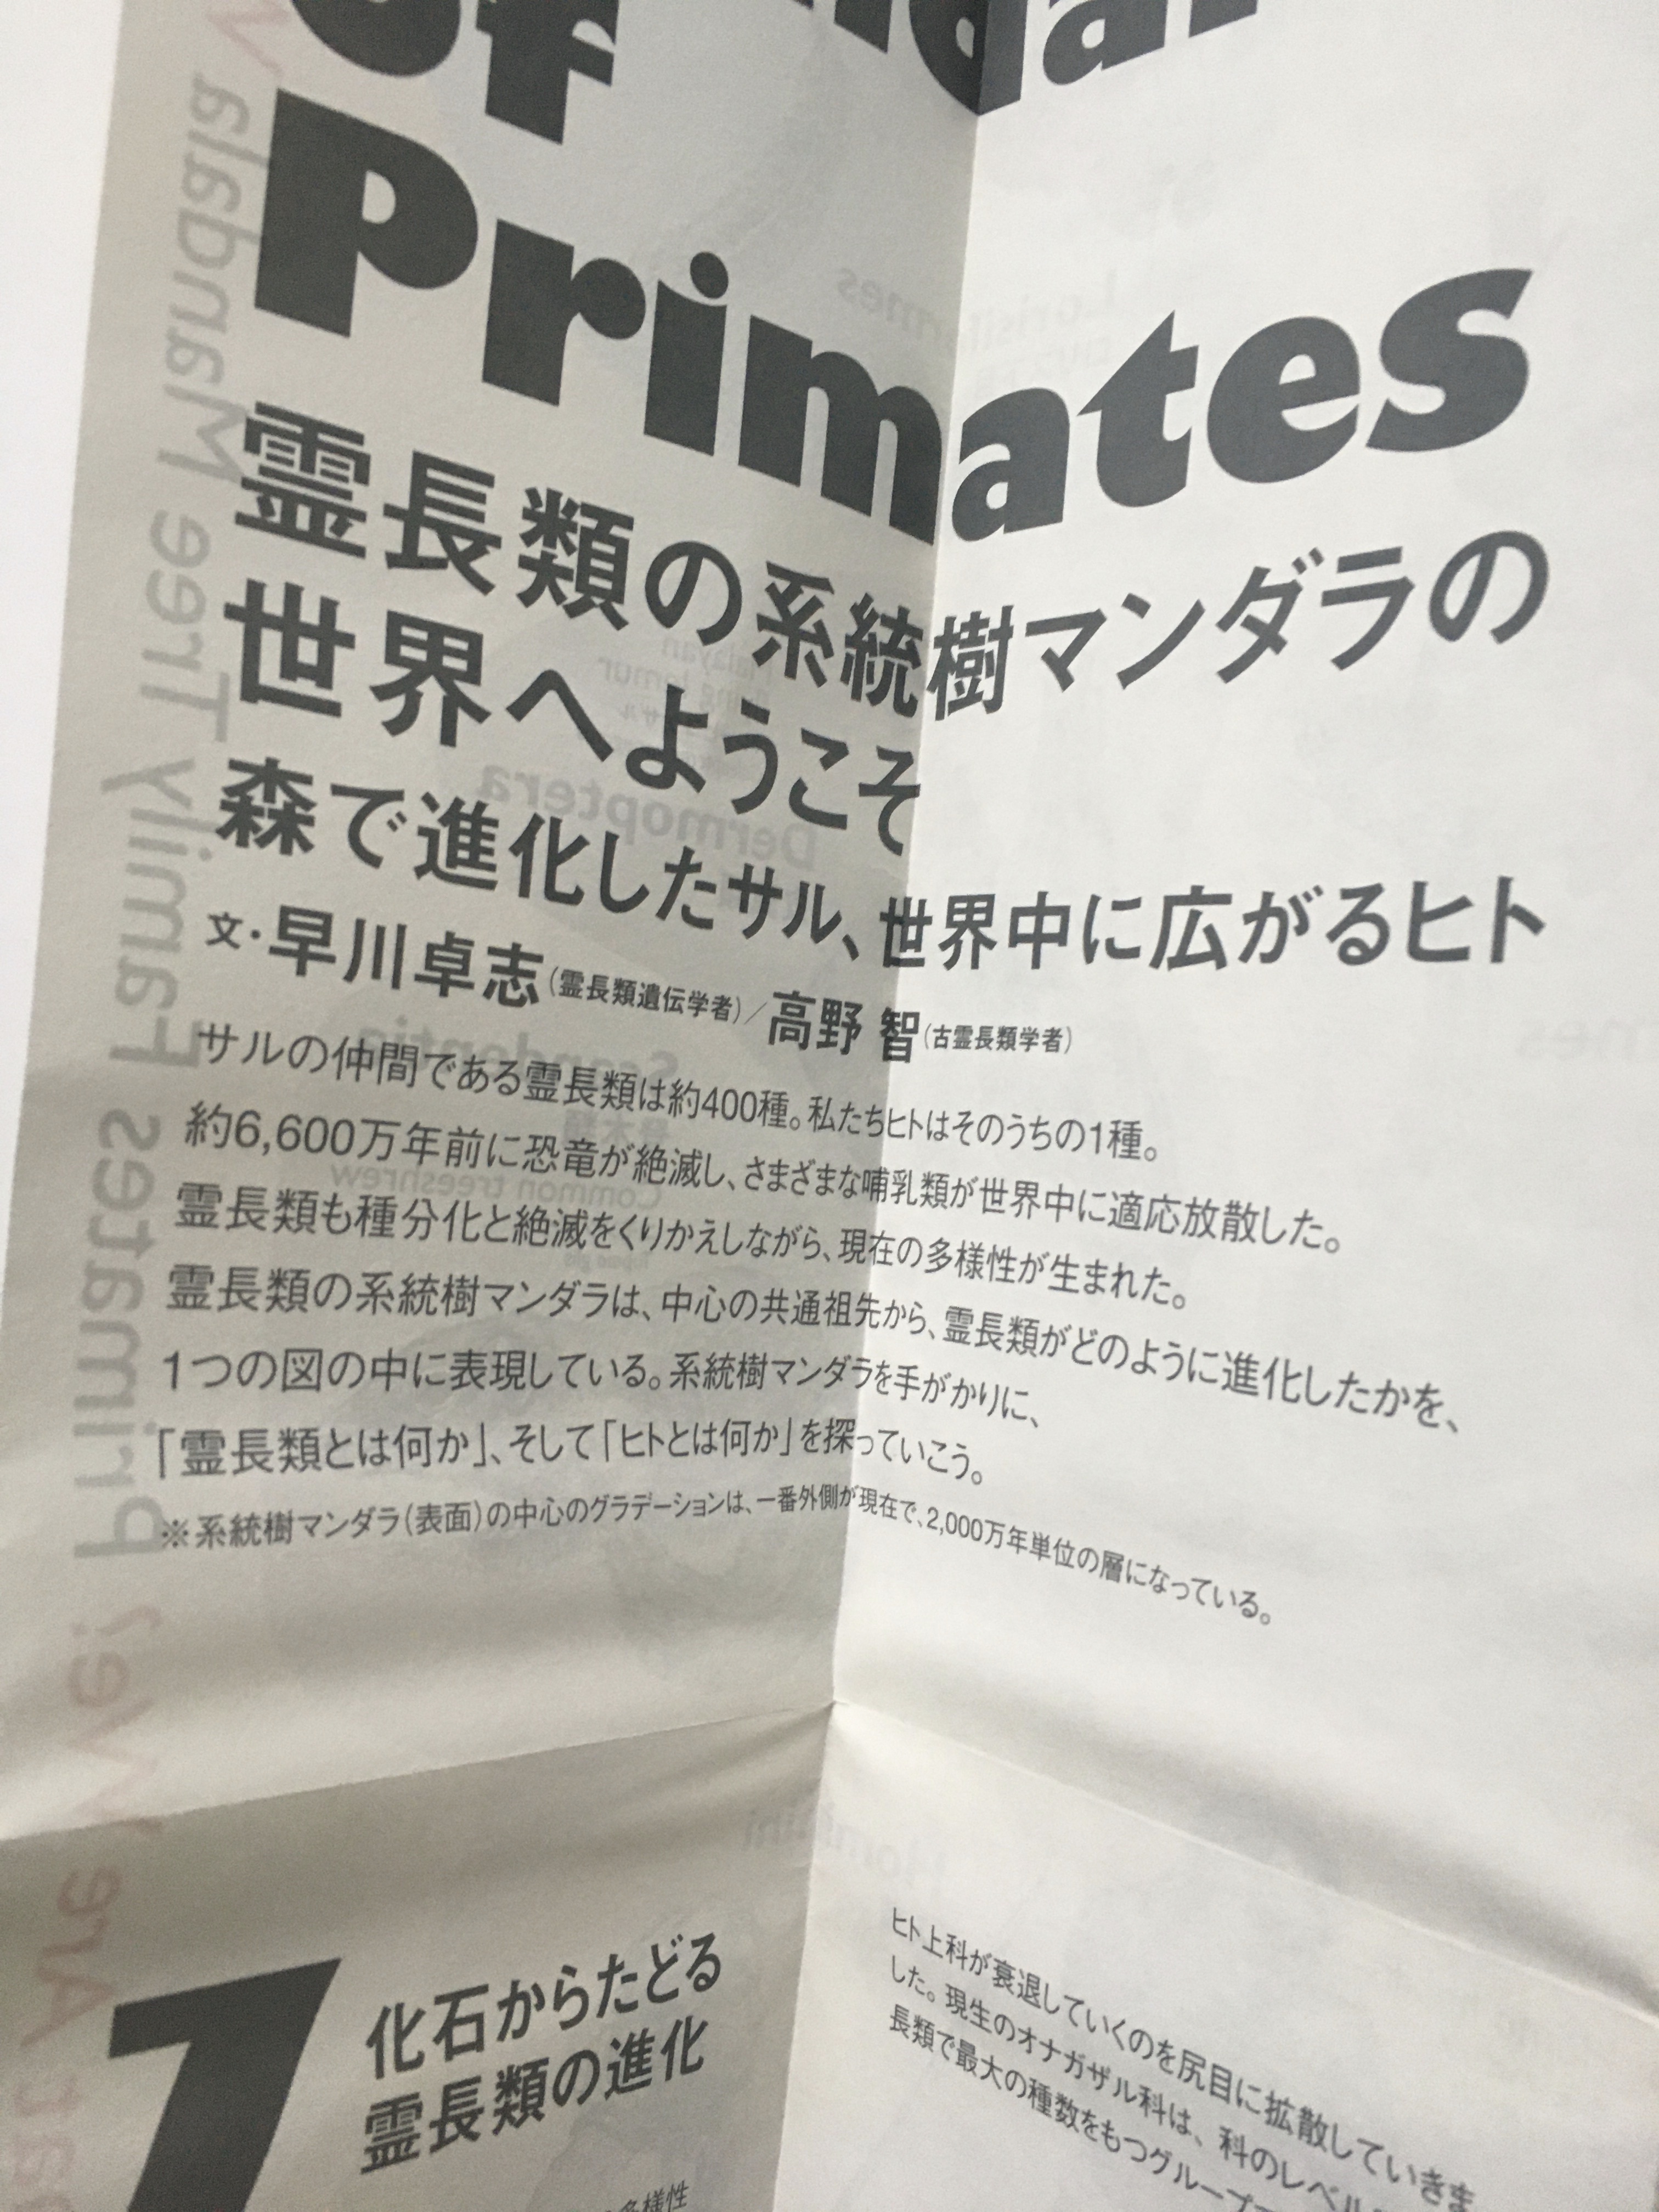 of
Primates
霊長類の系統樹マンダラの
世界へようこそ
森で進化したサル、世界中に広がるヒト
文・早川卓志（霊長類遺伝学者）／高野 智（古霊長類学者）
サルの仲間である霊長類は約400種。私たちヒトはそのうちの1種。
約6,600万年前に恐竜が絶滅し、さまざまな哺乳類が世界中に適応放散した。
霊長類も種分化と絶滅をくりかえしながら、現在の多様性が生まれた。
霊長類の系統樹マンダラは、中心の共通祖先から、霊長類がどのように進化したかを、
1つの図の中に表現している。系統樹マンダラを手がかりに、
「霊長類とは何か」、そして「ヒトとは何か」を探っていこう。
※系統樹マンダラ（表面）の中心のグラデーションは、一番外側が現在で、2,000万年単位の層になっている。
1
化石からたどる
霊長類の進化
多様性
ヒト上科が衰退していくのを尻目に拡散していきま
した。現生のオナガザル科は、科のレベル
長類で最大の種数をもつグループ
Primates Family Tree Mandala
Are We?
Dermoptera
Scandentia
Common treeshrew